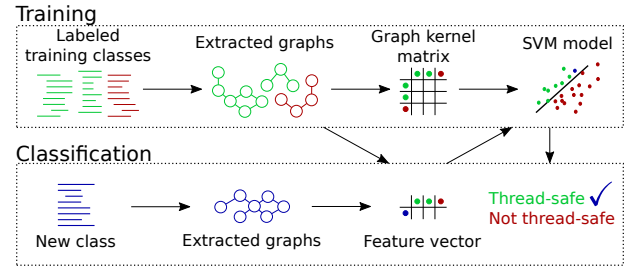 Training
Labeled
training classes
Extracted graphs
Graph kernel
matrix
SVM model
Classification
New class
Extracted graphs
Feature vector
Thread-safe
Not thread-safe